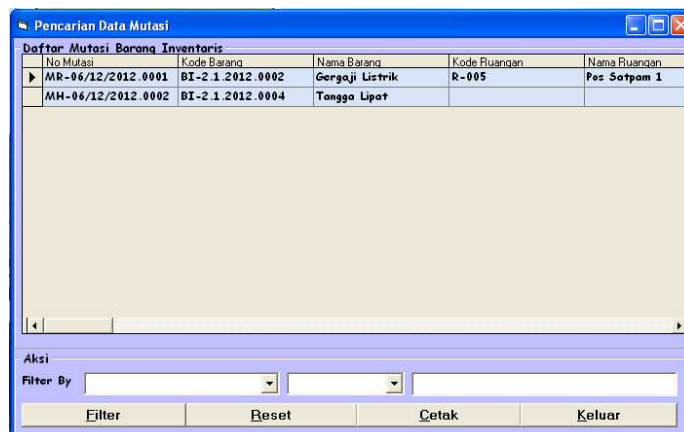 Pencarian Data Mutasi
Daftar Mutasi Barang Inventaris
No Mutasi Kode Barang Nama Barang Kode Ruangan Nama Ruangan
MR-06/12/2012.0001 BI-2.1.2012.0002 Gergaji Listrik R-005 Pos Satpam 1
MH-06/12/2012.0002 BI-2.1.2012.0004 Tangga Lipat
Aksi
Filter By
Filter Reset Cetak Keluar